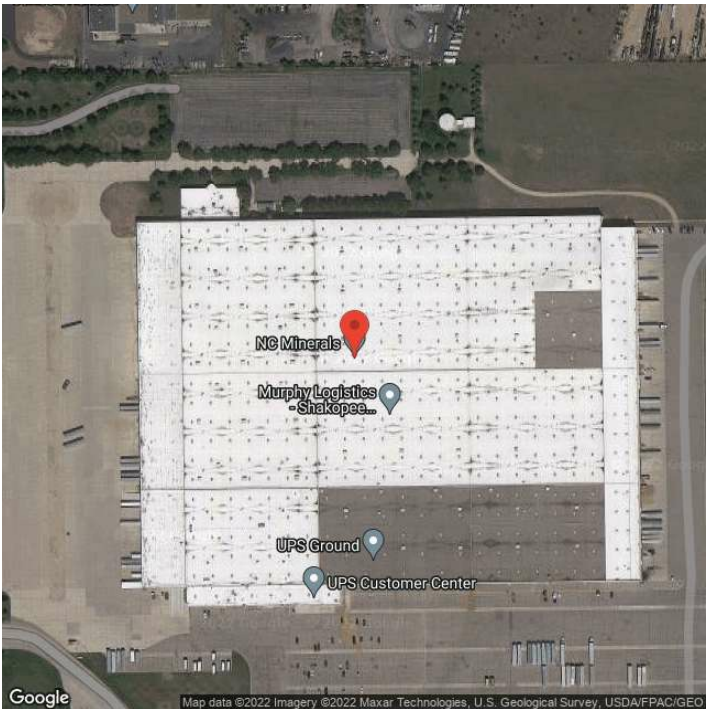 NC Minerals
Murphy Logistics
- Shakopee...
UPS Ground
UPS Customer Center
Google
Map data ©2022 Imagery ©2022 Maxar Technologies, U.S. Geological Survey, USDA/FPAC/GEO